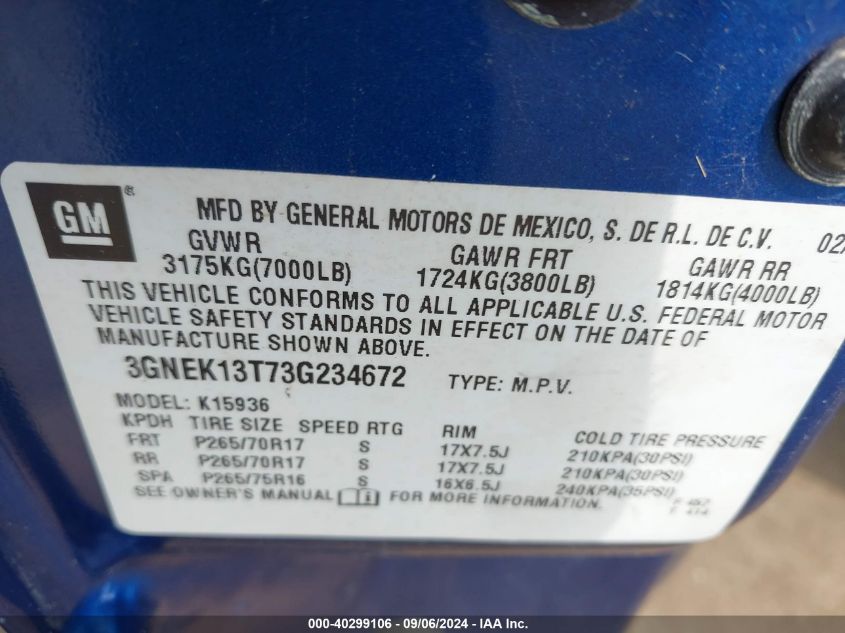 GM ®
MFD BY GENERAL MOTORS DE MEXICO, S. DE R.L. DE C.V. 02/
GVWR GAWR FRT GAWR RR
3175KG(7000LB) 1724KG(3800LB) 1814KG(4000LB)
THIS VEHICLE CONFORMS TO ALL APPLICABLE U.S. FEDERAL MOTOR
VEHICLE SAFETY STANDARDS IN EFFECT ON THE DATE OF
MANUFACTURE SHOWN ABOVE.
3GNEK13T73G234672 TYPE: M.P.V.
MODEL: K15936
KPDH TIRE SIZE SPEED RTG RIM COLD TIRE PRESSURE
FRT P265/70R17 S 17X7.5J 210KPA(30PSI)
RR P265/70R17 S 17X7.5J 210KPA(30PSI)
SPA P265/75R16 S 16X6.5J 240KPA(35PSI)
SEE OWNER'S MANUAL FOR MORE INFORMATION.
000-40299106 - 09/06/2024 - IAA Inc.